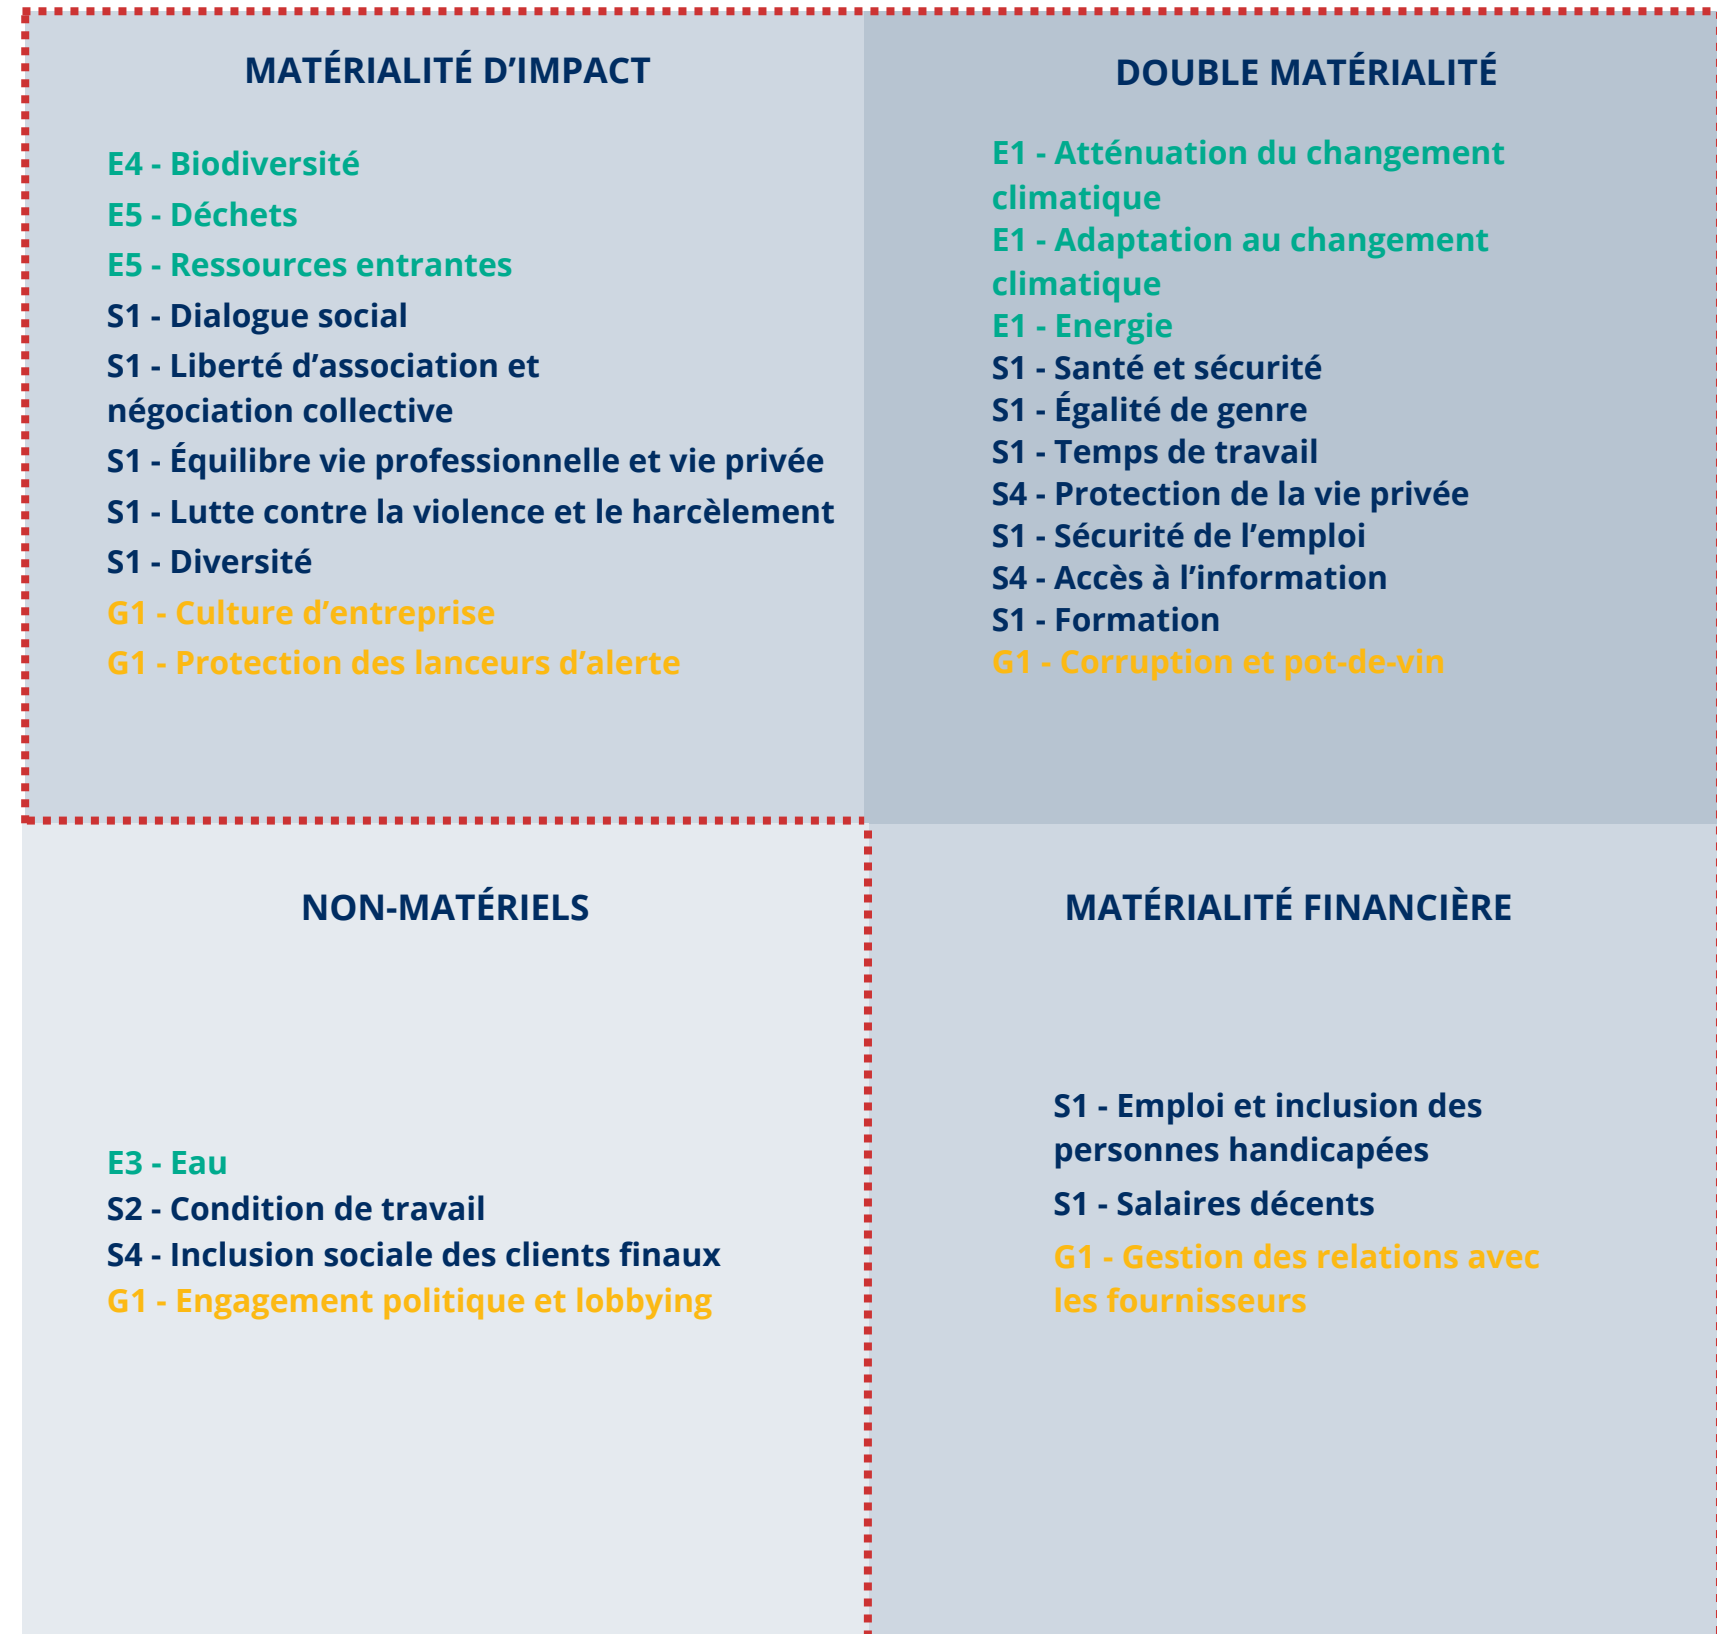 MATÉRIALITÉ D’IMPACT
E4 - Biodiversité
E5 - Déchets
E5 - Ressources entrantes
S1 - Dialogue social
S1 - Liberté d’association et
négociation collective
S1 - Équilibre vie professionnelle et vie privée
S1 - Lutte contre la violence et le harcèlement
S1 - Diversité
G1 - Culture d’entreprise
G1 - Protection des lanceurs d’alerte
DOUBLE MATÉRIALITÉ
E1 - Atténuation du changement
climatique
E1 - Adaptation au changement
climatique
E1 - Energie
S1 - Santé et sécurité
S1 - Égalité de genre
S1 - Temps de travail
S4 - Protection de la vie privée
S1 - Sécurité de l’emploi
S4 - Accès à l’information
S1 - Formation
G1 - Corruption et pot-de-vin
NON-MATÉRIELS
E3 - Eau
S2 - Condition de travail
S4 - Inclusion sociale des clients finaux
G1 - Engagement politique et lobbying
MATÉRIALITÉ FINANCIÈRE
S1 - Emploi et inclusion des
personnes handicapées
S1 - Salaires décents
G1 - Gestion des relations avec
les fournisseurs